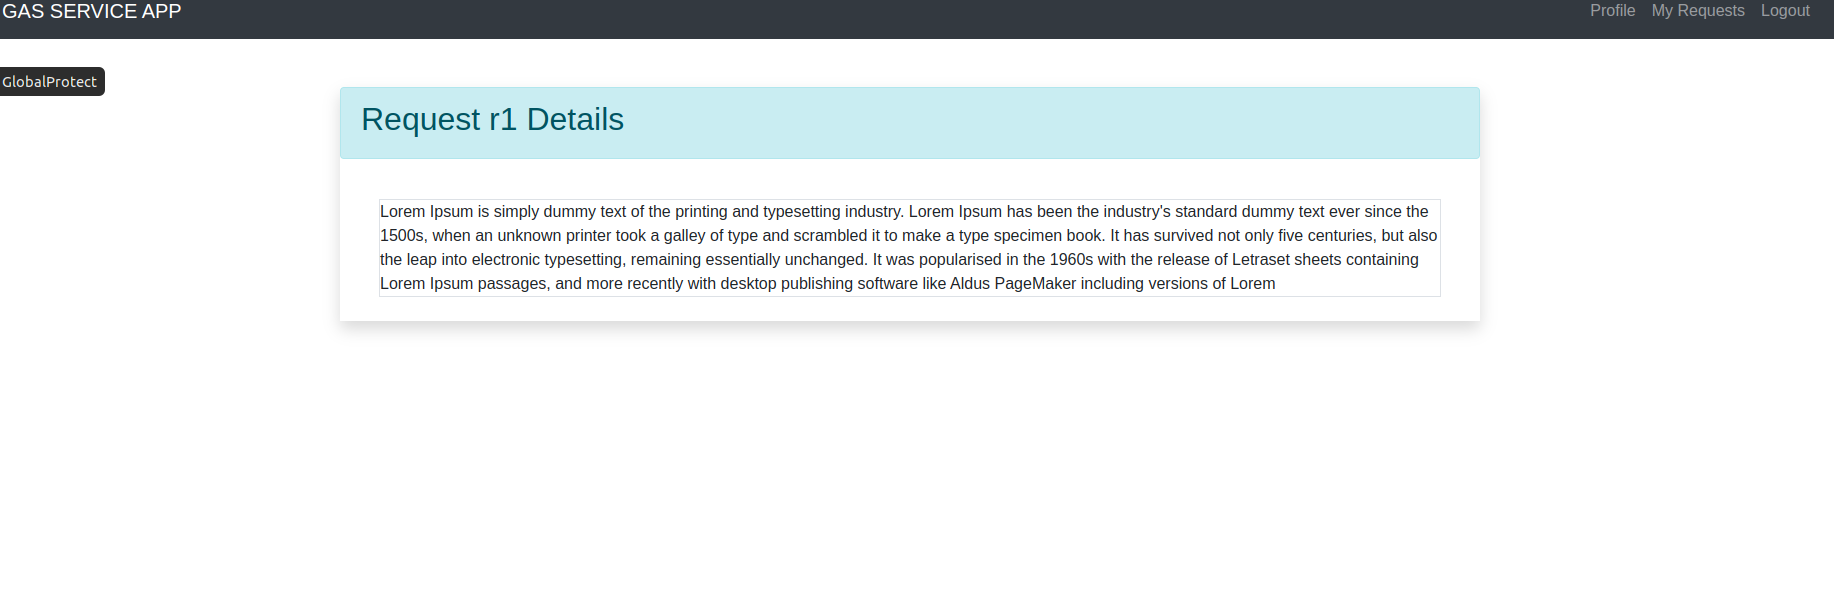 GAS SERVICE APP
Profile My Requests Logout
GlobalProtect
Request r1 Details
Lorem Ipsum is simply dummy text of the printing and typesetting industry. Lorem Ipsum has been the industry's standard dummy text ever since the
1500s, when an unknown printer took a galley of type and scrambled it to make a type specimen book. It has survived not only five centuries, but also
the leap into electronic typesetting, remaining essentially unchanged. It was popularised in the 1960s with the release of Letraset sheets containing
Lorem Ipsum passages, and more recently with desktop publishing software like Aldus PageMaker including versions of Lorem